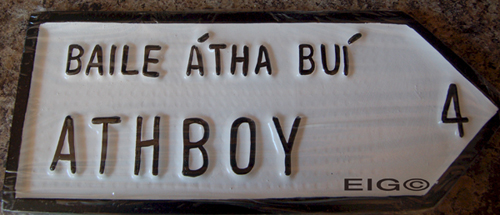 BAILE ÁTHA BUÍ
ATHBOY
4
EIG©